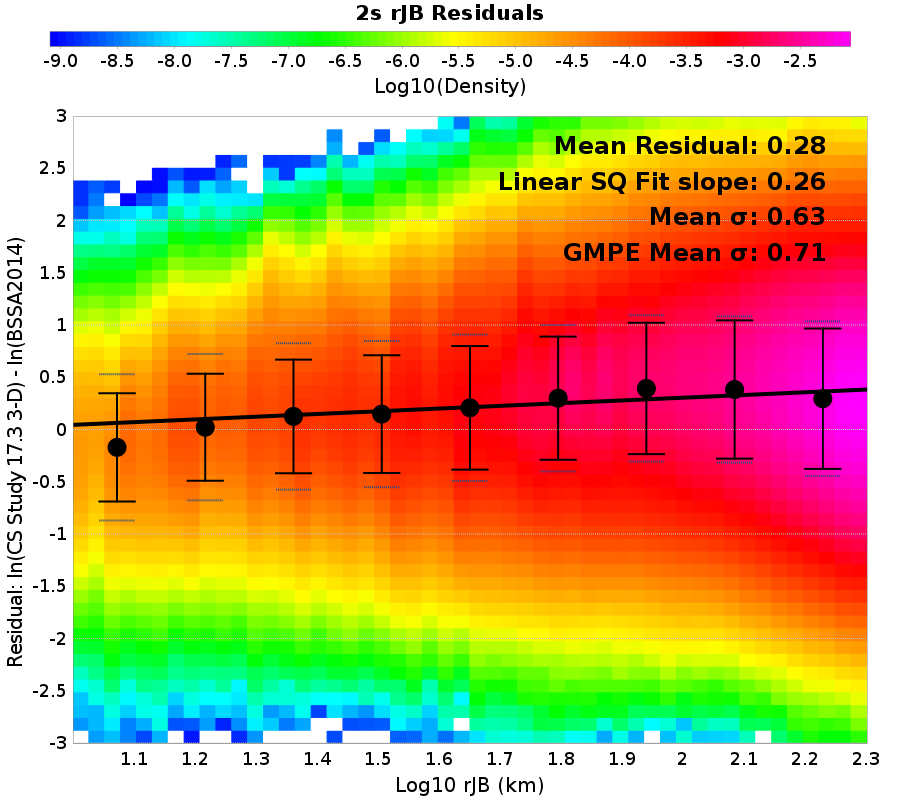 2s rJB Residuals
-9.0 -8.5 -8.0 -7.5 -7.0 -6.5 -6.0 -5.5 -5.0 -4.5 -4.0 -3.5 -3.0 -2.5
Log10(Density)
Mean Residual: 0.28
Linear SQ Fit slope: 0.26
Mean σ: 0.63
GMPE Mean σ: 0.71
Residual: ln(CS Study 17.3 3-D) - ln(BSSA2014)
3
2.5
2
1.5
1
0.5
0
-0.5
-1
-1.5
-2
-2.5
-3
1.1 1.2 1.3 1.4 1.5 1.6 1.7 1.8 1.9 2 2.1 2.2 2.3
Log10 rJB (km)